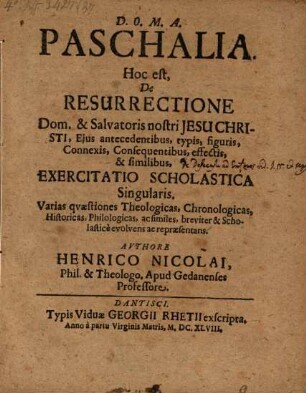 D. O. M. A.
PASCHALIA.
Hoc est,
De
RESURRECTIONE
Dom. & Salvatoris nostri JESU CHRI-
STI, Ejus antecedentibus, typis, figuris,
Connexis, Consequentibus, effectis,
& similibus,
EXERCITATIO SCHOLASTICA
Singularis,
Varias quæstiones Theologicas, Chronologicas,
Historicas, Philologicas, ac similes, breviter & Scho-
lasticè evolvens ac repræsentans.
AVTHORE
HENRICO NICOLAI,
Phil. & Theologo, Apud Gedanenses
Professore.
DANTISCI,
Typis Viduæ GEORGII RHETII exscripta,
Anno à partu Virginis Matris, M. DC. XLVIII.